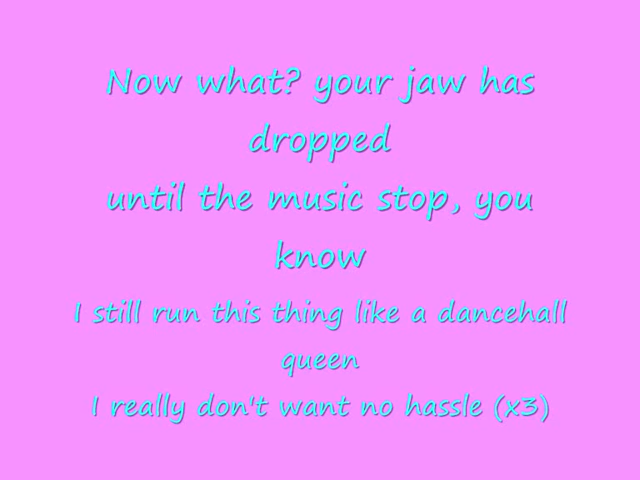 Now what? your jaw has
dropped
until the music stop, you
know
I still run this thing like a dancehall
queen
I really don't want no hassle (x3)